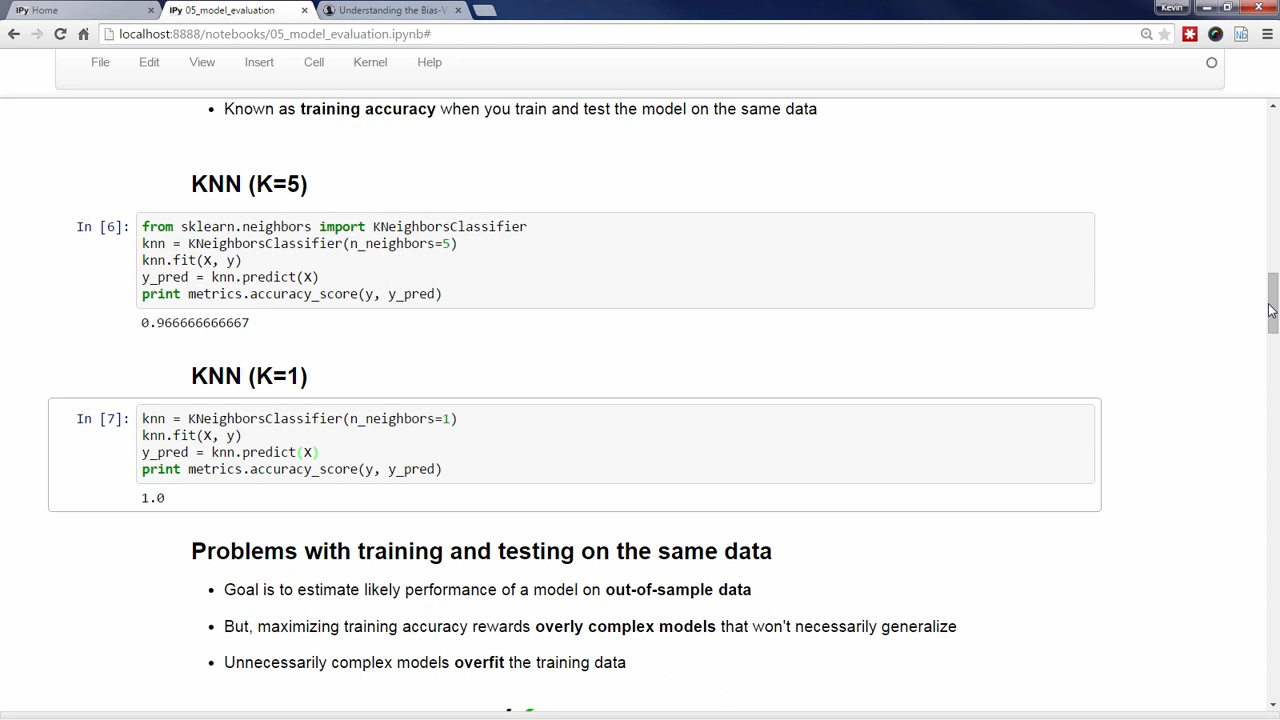 IPy Home
IPy 05_model_evaluation
Understanding the Bias-V
Kevin
localhost:8888/notebooks/05_model_evaluation.ipynb#
File Edit View Insert Cell Kernel Help
• Known as training accuracy when you train and test the model on the same data
KNN (K=5)
In [6]: from sklearn.neighbors import KNeighborsClassifier
knn = KNeighborsClassifier(n_neighbors=5)
knn.fit(X, y)
y_pred = knn.predict(X)
print metrics.accuracy_score(y, y_pred)
0.966666666667
KNN (K=1)
In [7]: knn = KNeighborsClassifier(n_neighbors=1)
knn.fit(X, y)
y_pred = knn.predict(X)
print metrics.accuracy_score(y, y_pred)
1.0
Problems with training and testing on the same data
• Goal is to estimate likely performance of a model on out-of-sample data
• But, maximizing training accuracy rewards overly complex models that won't necessarily generalize
• Unnecessarily complex models overfit the training data